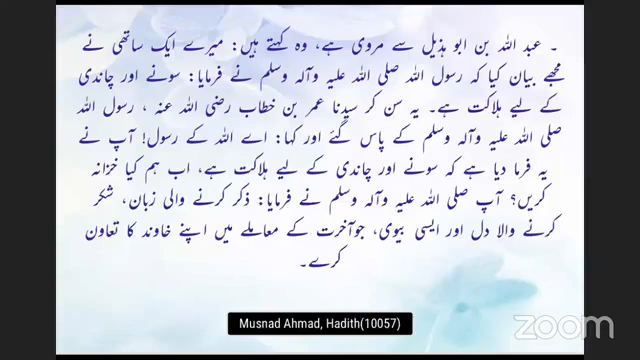 ۔ عبد اللہ بن ابو ہذیل سے مروی ہے، وہ کہتے ہیں: میرے ایک ساتھی نے
مجھے بیان کیا کہ رسول اللہ صلی اللہ علیہ وآلہ وسلم نے فرمایا: سونے اور چاندی
کے لیے ہلاکت ہے۔ یہ سن کر سیدنا عمر بن خطاب رضی اللہ عنہ ، رسول اللہ
صلی اللہ علیہ وآلہ وسلم کے پاس گئے اور کہا: اے اللہ کے رسول! آپ نے
یہ فرما دیا ہے کہ سونے اور چاندی کے لیے ہلاکت ہے، اب ہم کیا خزانہ
کریں؟ آپ صلی اللہ علیہ وآلہ وسلم نے فرمایا: ذکر کرنے والی زبان، شکر
کرنے والا دل اور ایسی بیوی، جوآخرت کے معاملے میں اپنے خاوند کا تعاون
کرے۔
Musnad Ahmad, Hadith(10057)
zoom